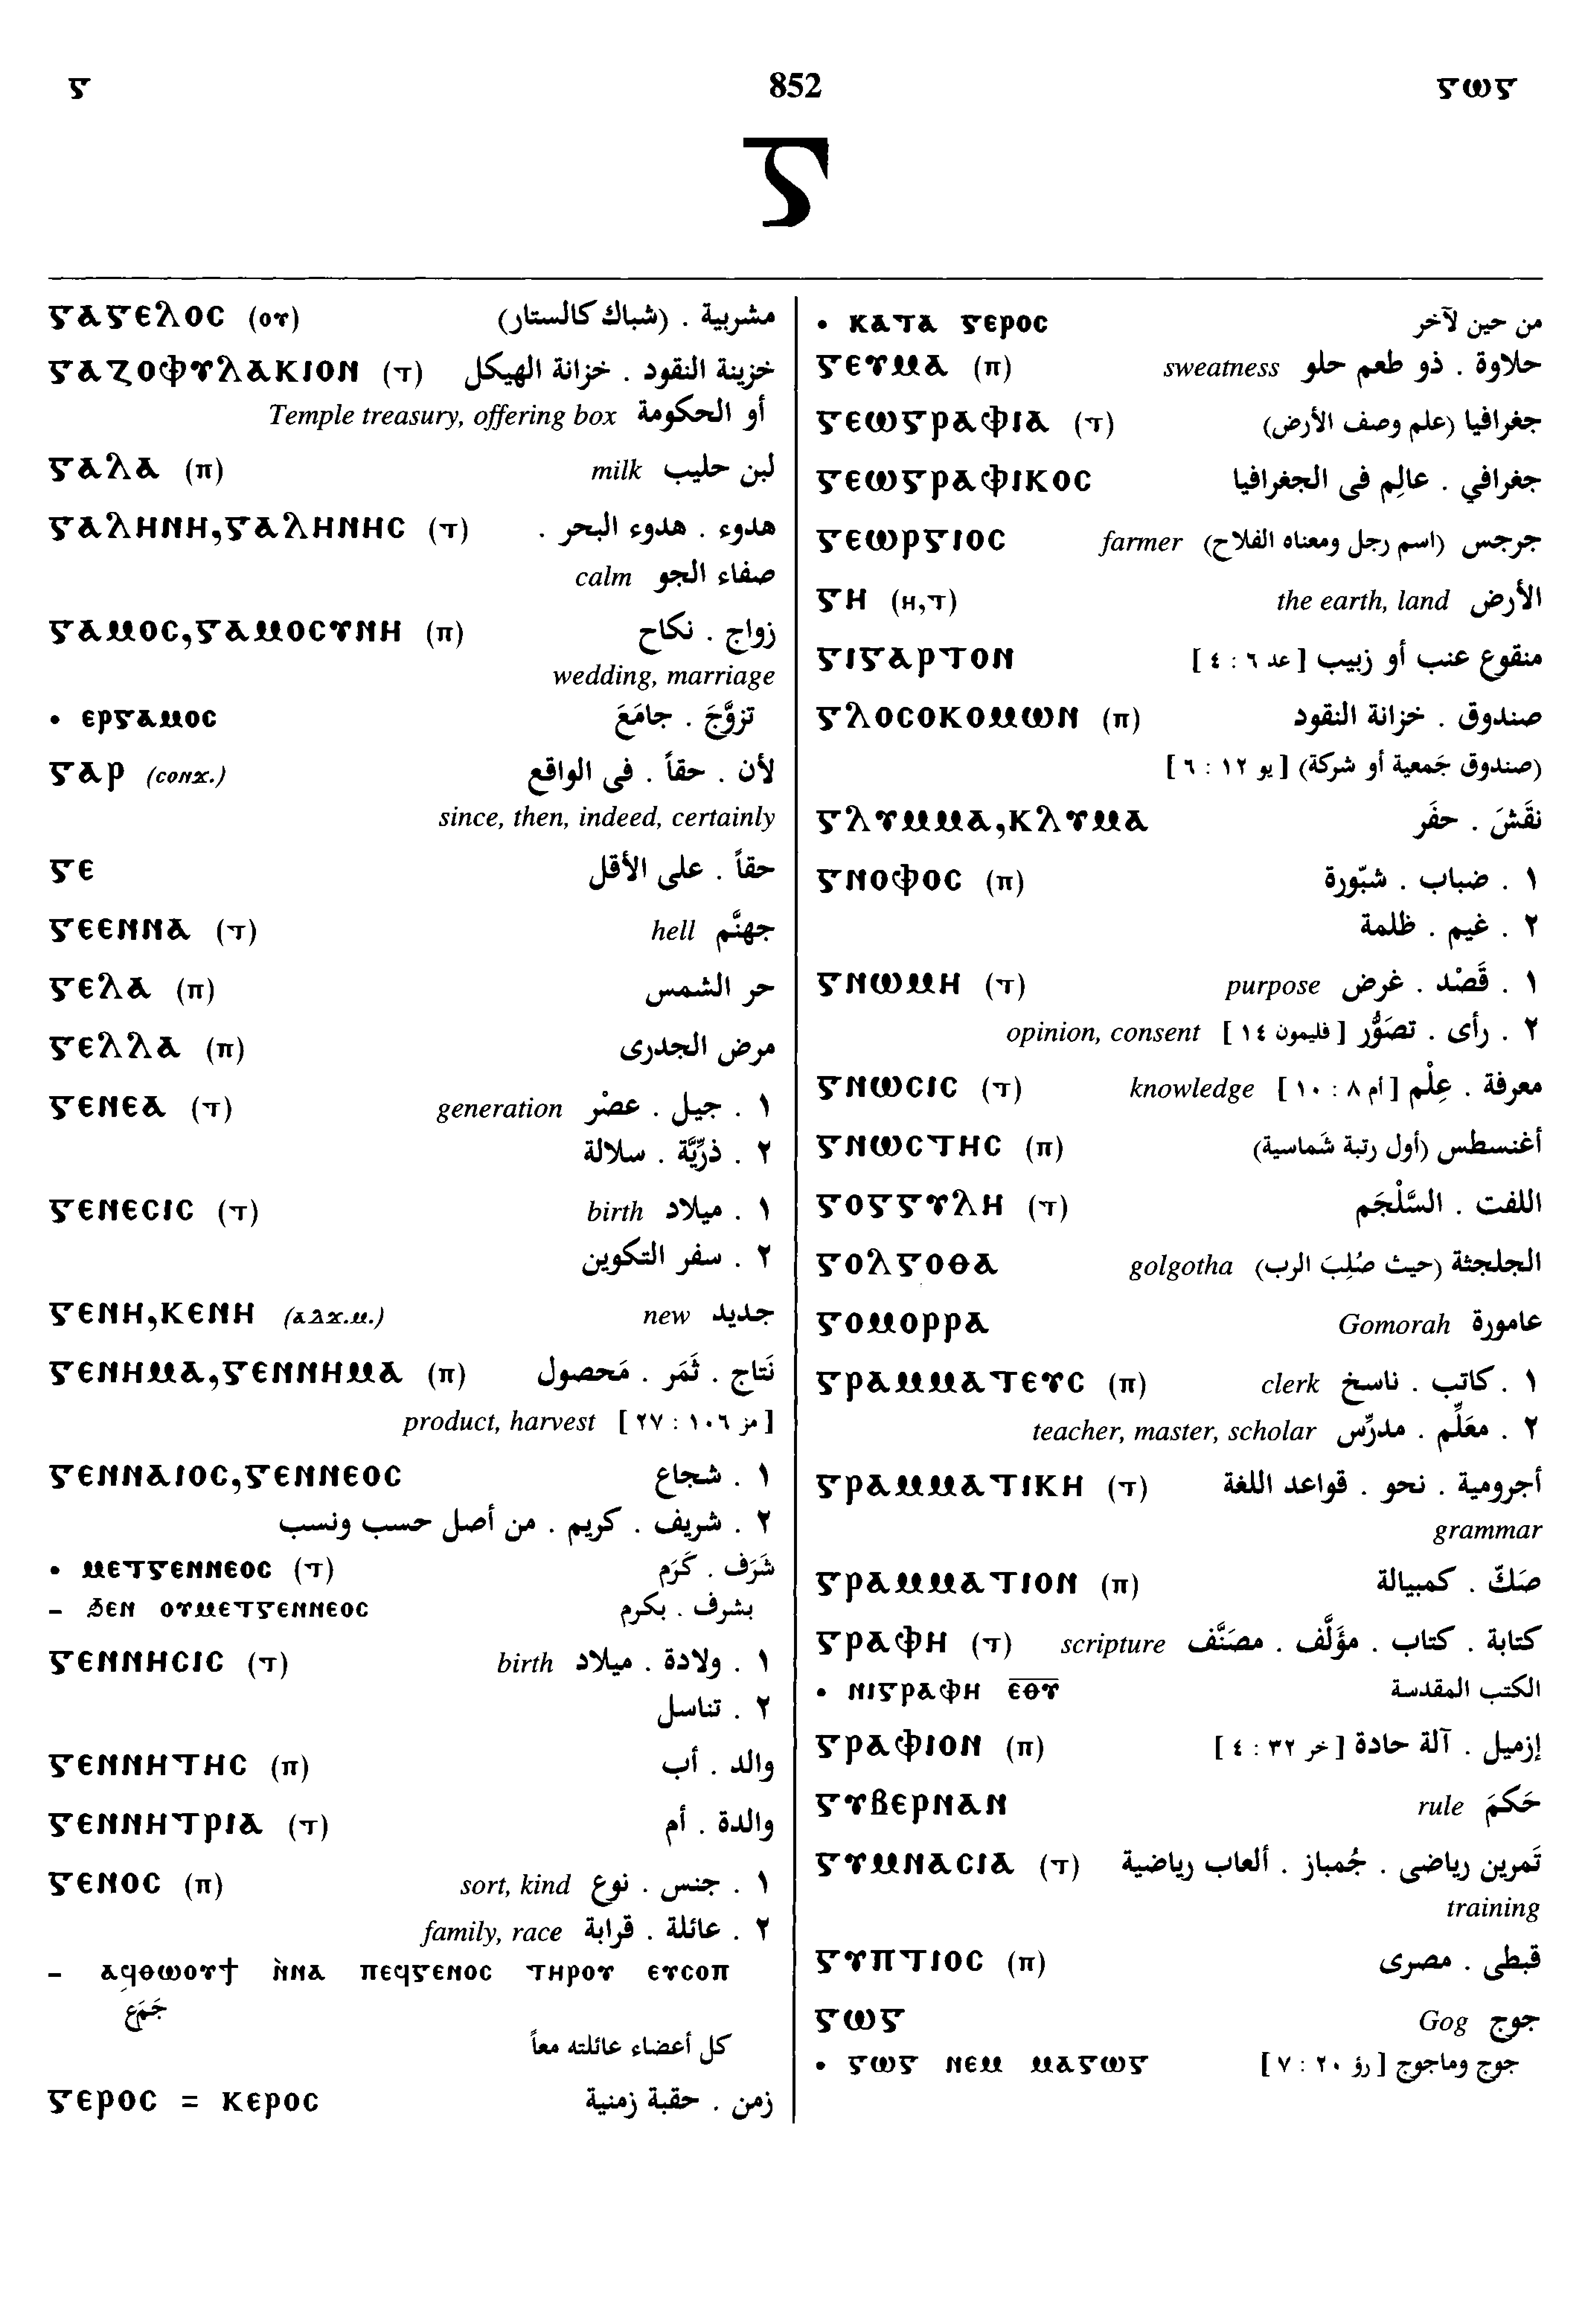 ⲅ 852 ⲅⲱⲅ
ⲅ
ⲅⲁⲅⲉⲗⲟⲥ (ⲟⲩ) مشربية . (شباك كالستار)
ⲅⲁⲍⲟⲫⲩⲗⲁⲕⲓⲟⲛ (ⲧ) خزينة النقود . خزانة الهيكل
أو الحكومة Temple treasury, offering box
ⲅⲁⲗⲁ (ⲡ) لبن حليب milk
ⲅⲁⲗⲏⲛⲏ,ⲅⲁⲗⲏⲛⲏⲥ (ⲧ) هدوء . هدوء البحر .
صفاء الجو calm
ⲅⲁⲙⲟⲥ,ⲅⲁⲙⲟⲥⲩⲛⲏ (ⲡ) زواج . نكاح
wedding, marriage
• ⲉⲣⲅⲁⲙⲟⲥ تزوَّجَ . جامَعَ
ⲅⲁⲣ (ⲥⲟⲛϫ.) لأن . حقاً . فى الواقع
since, then, indeed, certainly
ⲅⲉ حقاً . على الأقل
ⲅⲉⲉⲛⲛⲁ (ⲧ) جهنَّم hell
ⲅⲉⲗⲁ (ⲡ) حر الشمس
ⲅⲉⲗⲗⲁ (ⲡ) مرض الجدرى
ⲅⲉⲛⲉⲁ (ⲧ) ١ . جيل . عصْر generation
٢ . ذرِّيَّة . سلالة
ⲅⲉⲛⲉⲥⲓⲥ (ⲧ) ١ . ميلاد birth
٢ . سفر التكوين
ⲅⲉⲛⲏ,ⲕⲉⲛⲏ (ⲁⲗϫ.ⲙ.) جديد new
ⲅⲉⲛⲏⲙⲁ,ⲅⲉⲛⲛⲏⲙⲁ (ⲡ) نَتاج . ثَمَر . مَحصول
[ مز ١٠٦ : ٢٧ ] product, harvest
ⲅⲉⲛⲛⲁⲓⲟⲥ,ⲅⲉⲛⲛⲉⲟⲥ ١ . شجاع
٢ . شريف . كريم . من أصل حسب ونسب
• ⲙⲉⲧⲅⲉⲛⲛⲉⲟⲥ (ⲧ) شَرَف . كَرَم
– ϧⲉⲛ ⲟⲩⲙⲉⲧⲅⲉⲛⲛⲉⲟⲥ بشرف . بكرم
ⲅⲉⲛⲛⲏⲥⲓⲥ (ⲧ) ١ . ولادة . ميلاد birth
٢ . تناسل
ⲅⲉⲛⲛⲏⲧⲏⲥ (ⲡ) والد . أب
ⲅⲉⲛⲛⲏⲧⲣⲓⲁ (ⲧ) والدة . أم
ⲅⲉⲛⲟⲥ (ⲡ) ١ . جنس . نوع sort, kind
٢ . عائلة . قرابة family, race
– ⲁϥⲑⲱⲟⲩϯ ⲛ̀ⲛⲁ ⲡⲉϥⲅⲉⲛⲟⲥ ⲧⲏⲣⲟⲩ ⲉⲩⲥⲟⲡ
جَمَع
كل أعضاء عائلته معاً
ⲅⲉⲣⲟⲥ = ⲕⲉⲣⲟⲥ زمن . حقبة زمنية
• ⲕⲁⲧⲁ ⲅⲉⲣⲟⲥ من حين لآخر
ⲅⲉⲩⲙⲁ (ⲡ) حلاوة . ذو طعم حلو sweatness
ⲅⲉⲱⲅⲣⲁⲫⲓⲁ (ⲧ) جغرافيا (علم وصف الأرض)
ⲅⲉⲱⲅⲣⲁⲫⲓⲕⲟⲥ جغرافي . عالِم فى الجغرافيا
ⲅⲉⲱⲣⲅⲓⲟⲥ جرجس (اسم رجل ومعناه الفلاح) farmer
ⲅⲏ (ⲏ,ⲧ) الأرض the earth, land
ⲅⲓⲅⲁⲣⲧⲟⲛ منقوع عنب أو زبيب [ عد ٦ : ٤ ]
ⲅⲗⲟⲥⲟⲕⲟⲙⲱⲛ (ⲡ) صندوق . خزانة النقود
(صندوق جَمعية أو شركة) [ يو ١٢ : ٦ ]
ⲅⲗⲩⲙⲙⲁ,ⲕⲗⲩⲙⲁ نقَشَ . حفَر
ⲅⲛⲟⲫⲟⲥ (ⲡ) ١ . ضباب . شبّورة
٢ . غيم . ظلمة
ⲅⲛⲱⲙⲏ (ⲧ) ١ . قَصْد . غرض purpose
٢ . رأى . تصَوُّر [ فليمون ١٤ ] opinion, consent
ⲅⲛⲱⲥⲓⲥ (ⲧ) معرفة . عِلْم [ أم ٨ : ١٠ ] knowledge
ⲅⲛⲱⲥⲧⲏⲥ (ⲡ) أغنسطس (أول رتبة شَماسية)
ⲅⲟⲅⲅⲩⲗⲏ (ⲧ) اللفت . السَّلْجَم
ⲅⲟⲗⲅⲟⲑⲁ الجلجثة (حيث صُلِبَ الرب) golgotha
ⲅⲟⲙⲟⲣⲣⲁ عامورة Gomorah
ⲅⲣⲁⲙⲙⲁⲧⲉⲩⲥ (ⲡ) ١ . كاتب . ناسخ clerk
٢ . معَلِّم . مدرِّس teacher, master, scholar
ⲅⲣⲁⲙⲙⲁⲧⲓⲕⲏ (ⲧ) أجرومية . نحو . قواعد اللغة
grammar
ⲅⲣⲁⲙⲙⲁⲧⲓⲟⲛ (ⲡ) صَكّ . كمبيالة
ⲅⲣⲁⲫⲏ (ⲧ) كتابة . كتاب . مؤَلَّف . مصَنَّف scripture
• ⲛⲓⲅⲣⲁⲫⲏ ⲉ̅ⲑ̅ⲩ̅ الكتب المقدسة
ⲅⲣⲁⲫⲓⲟⲛ (ⲡ) إزميل . آلة حادة [ خر ٣٢ : ٤ ]
ⲅⲩⲃⲉⲣⲛⲁⲛ حَكَمَ rule
ⲅⲩⲙⲛⲁⲥⲓⲁ (ⲧ) تَمرين رياضى . جُمباز . ألعاب رياضية
training
ⲅⲩⲡⲧⲓⲟⲥ (ⲡ) قبطى . مصرى
ⲅⲱⲅ جوج Gog
• ⲅⲱⲅ ⲛⲉⲙ ⲙⲁⲅⲱⲅ جوج وماجوج [ رؤ ٢٠ : ٧ ]